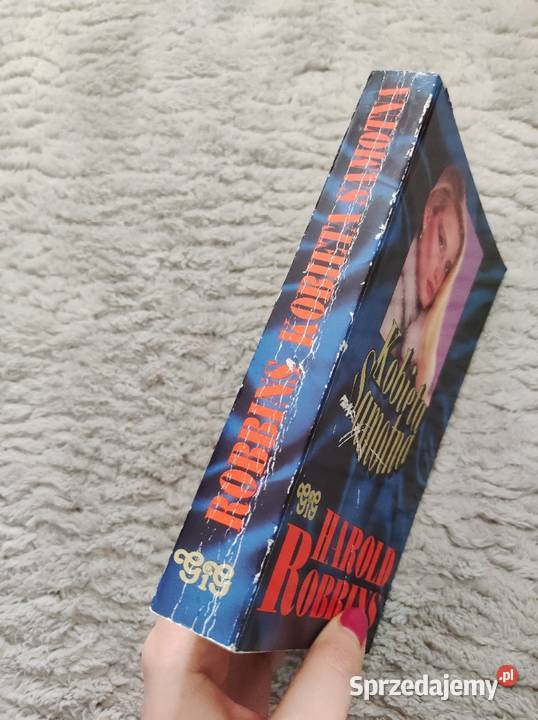 ROBBINS, KOBIETA SAMOTNA
GiG
Kobieta
Samotna
GiG
HAROLD
ROBBINS
Sprzedajemy.pl